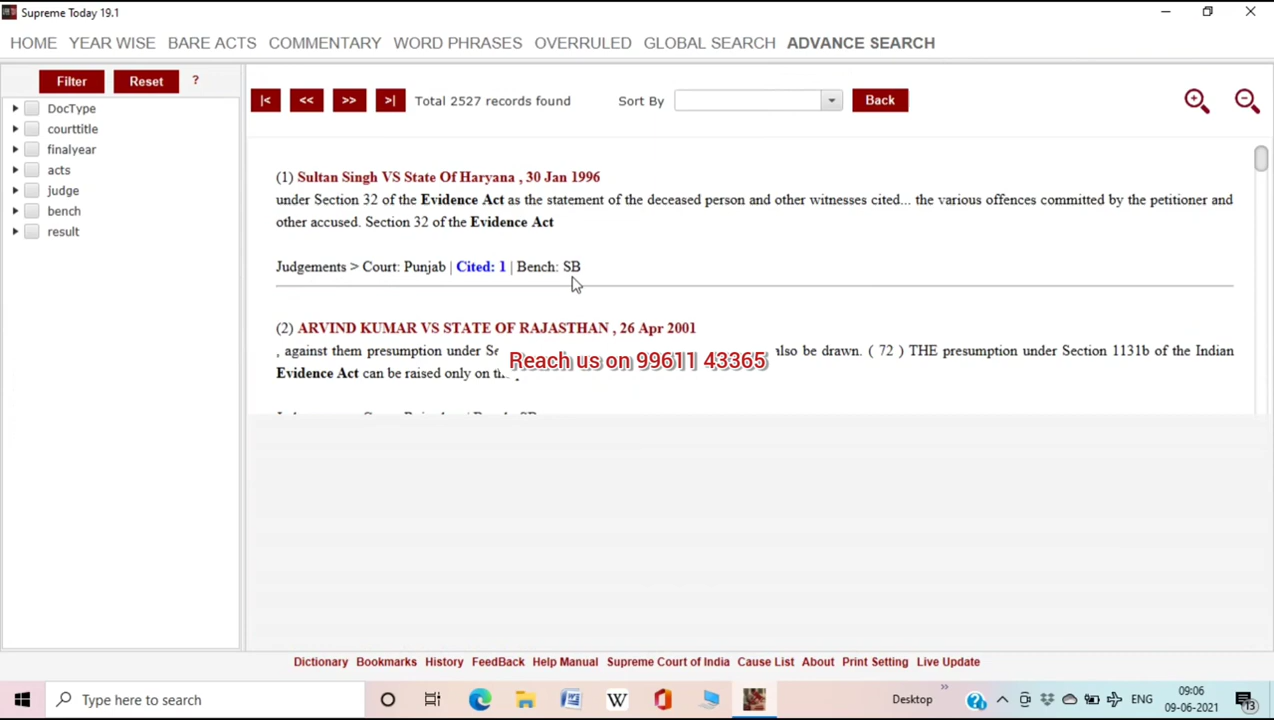 Supreme Today 19.1
HOME YEAR WISE BARE ACTS COMMENTARY WORD PHRASES OVERRULED GLOBAL SEARCH ADVANCE SEARCH
Filter Reset ?
|< << >> >| Total 2527 records found Sort By Back
DocType
courttitle
finalyear
acts
judge
bench
result
(1) Sultan Singh VS State Of Haryana , 30 Jan 1996
under Section 32 of the Evidence Act as the statement of the deceased person and other witnesses cited... the various offences committed by the petitioner and
other accused. Section 32 of the Evidence Act
Judgements > Court: Punjab | Cited: 1 | Bench: SB
(2) ARVIND KUMAR VS STATE OF RAJASTHAN , 26 Apr 2001
, against them presumption under also be drawn. ( 72 ) THE presumption under Section 1131b of the Indian
Reach us on 99611 43365
Evidence Act can be raised only on
Dictionary Bookmarks History FeedBack Help Manual Supreme Court of India Cause List About Print Setting Live Update
Type here to search
W
Desktop
ENG
09:06
09-06-2021
13